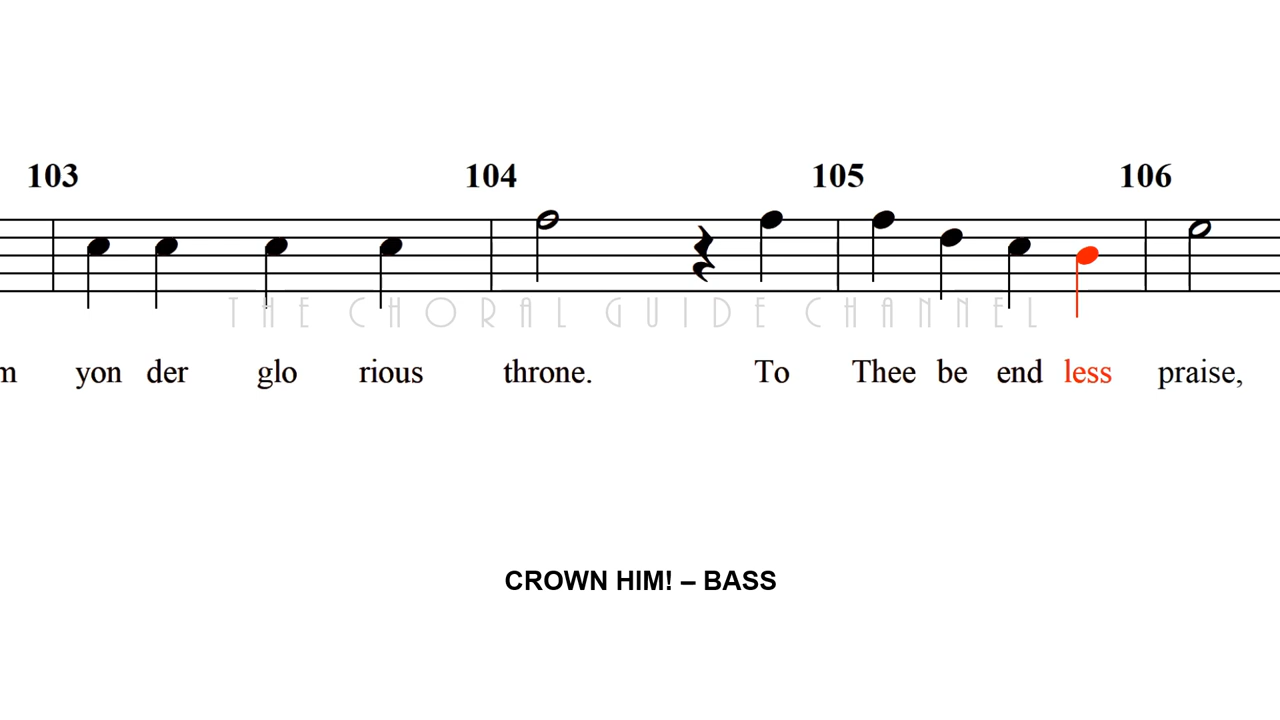 103 104 105 106
THE CHORAL GUIDE CHANNEL
m yon der glo rious throne. To Thee be end less praise,
CROWN HIM! – BASS